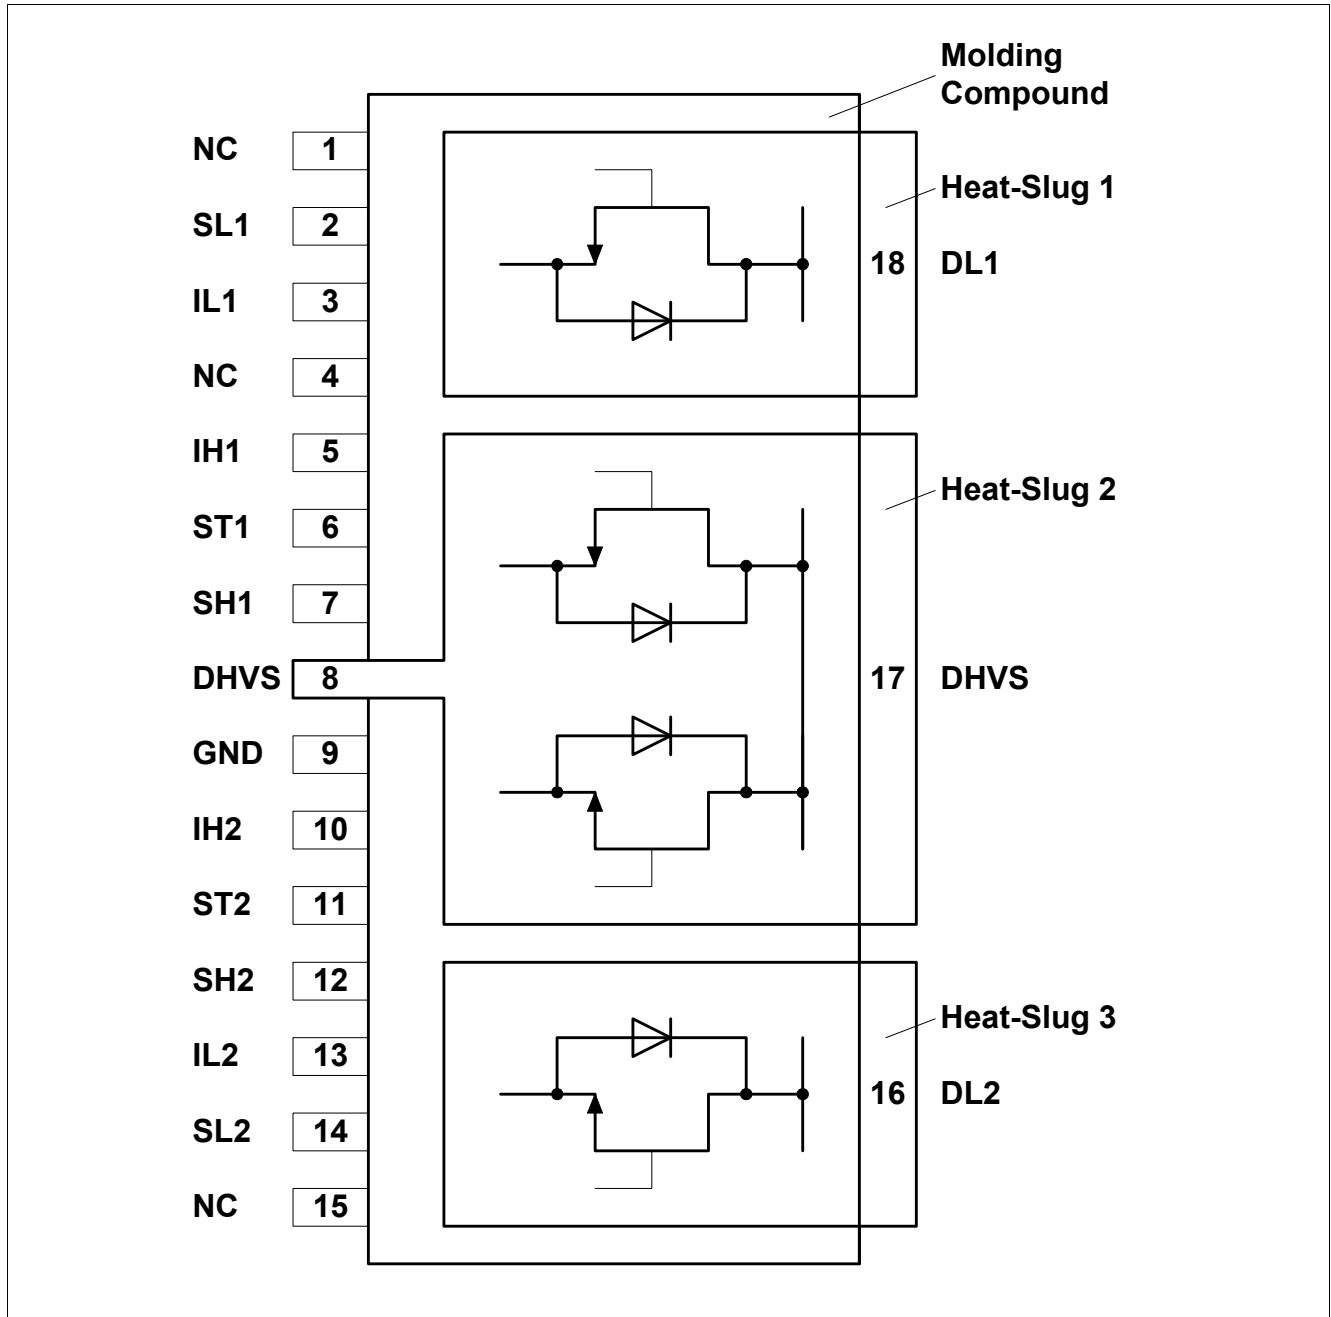 Molding
Compound
NC 1
Heat-Slug 1
SL1 2
18 DL1
IL1 3
NC 4
IH1 5
Heat-Slug 2
ST1 6
SH1 7
DHVS 8
17 DHVS
GND 9
IH2 10
ST2 11
SH2 12
Heat-Slug 3
IL2 13
16 DL2
SL2 14
NC 15